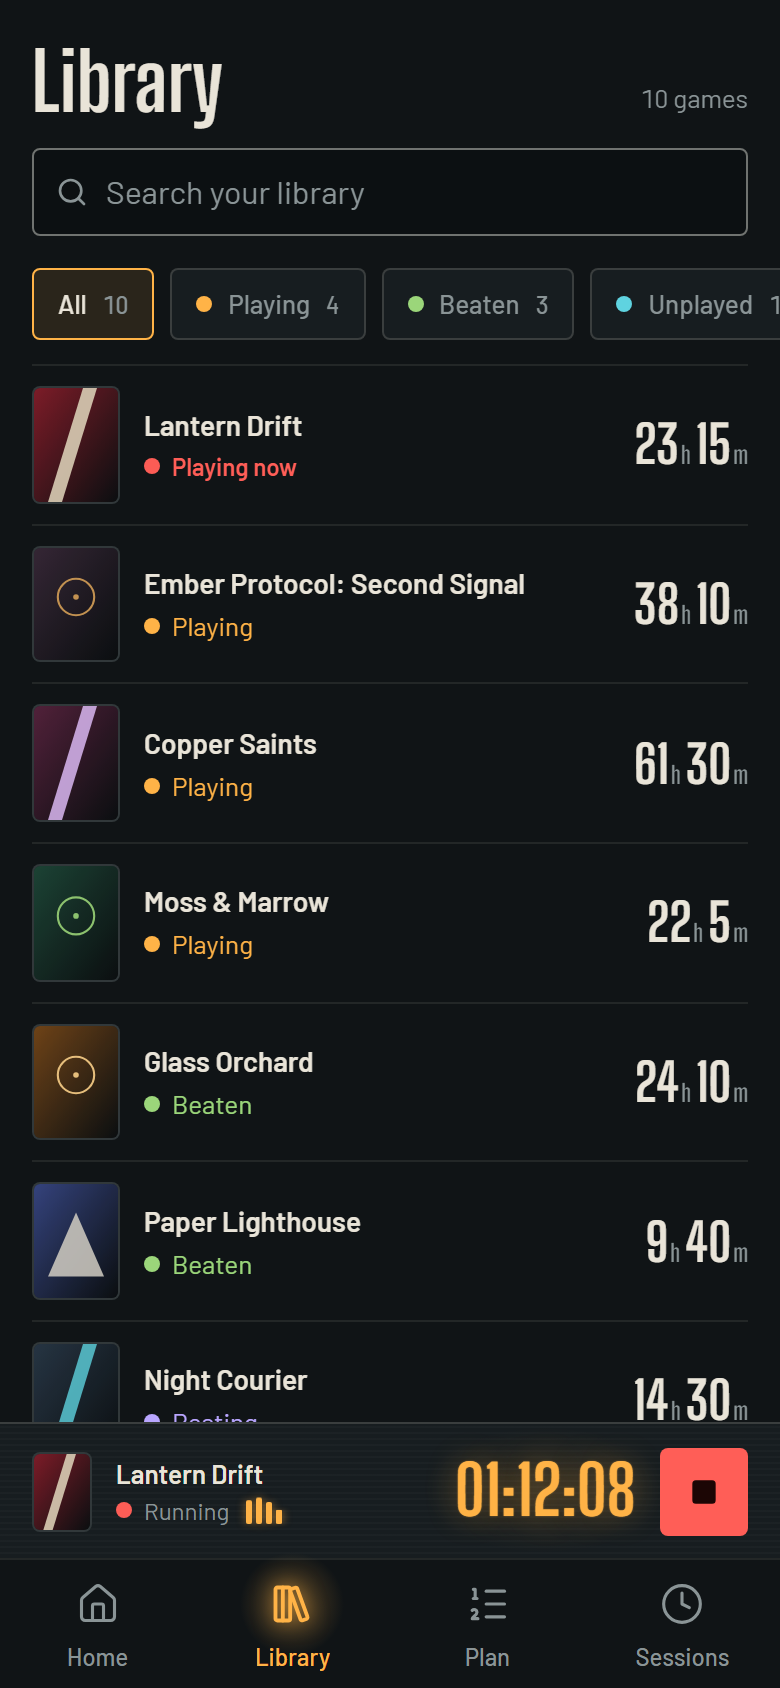 Library
10 games
Search your library
All 10
Playing 4
Beaten 3
Unplayed 1
Lantern Drift
Playing now
23h 15m
Ember Protocol: Second Signal
Playing
38h 10m
Copper Saints
Playing
61h 30m
Moss & Marrow
Playing
22h 5m
Glass Orchard
Beaten
24h 10m
Paper Lighthouse
Beaten
9h 40m
Night Courier
14h 30m
Lantern Drift
Running
01:12:08
Home
Library
Plan
Sessions